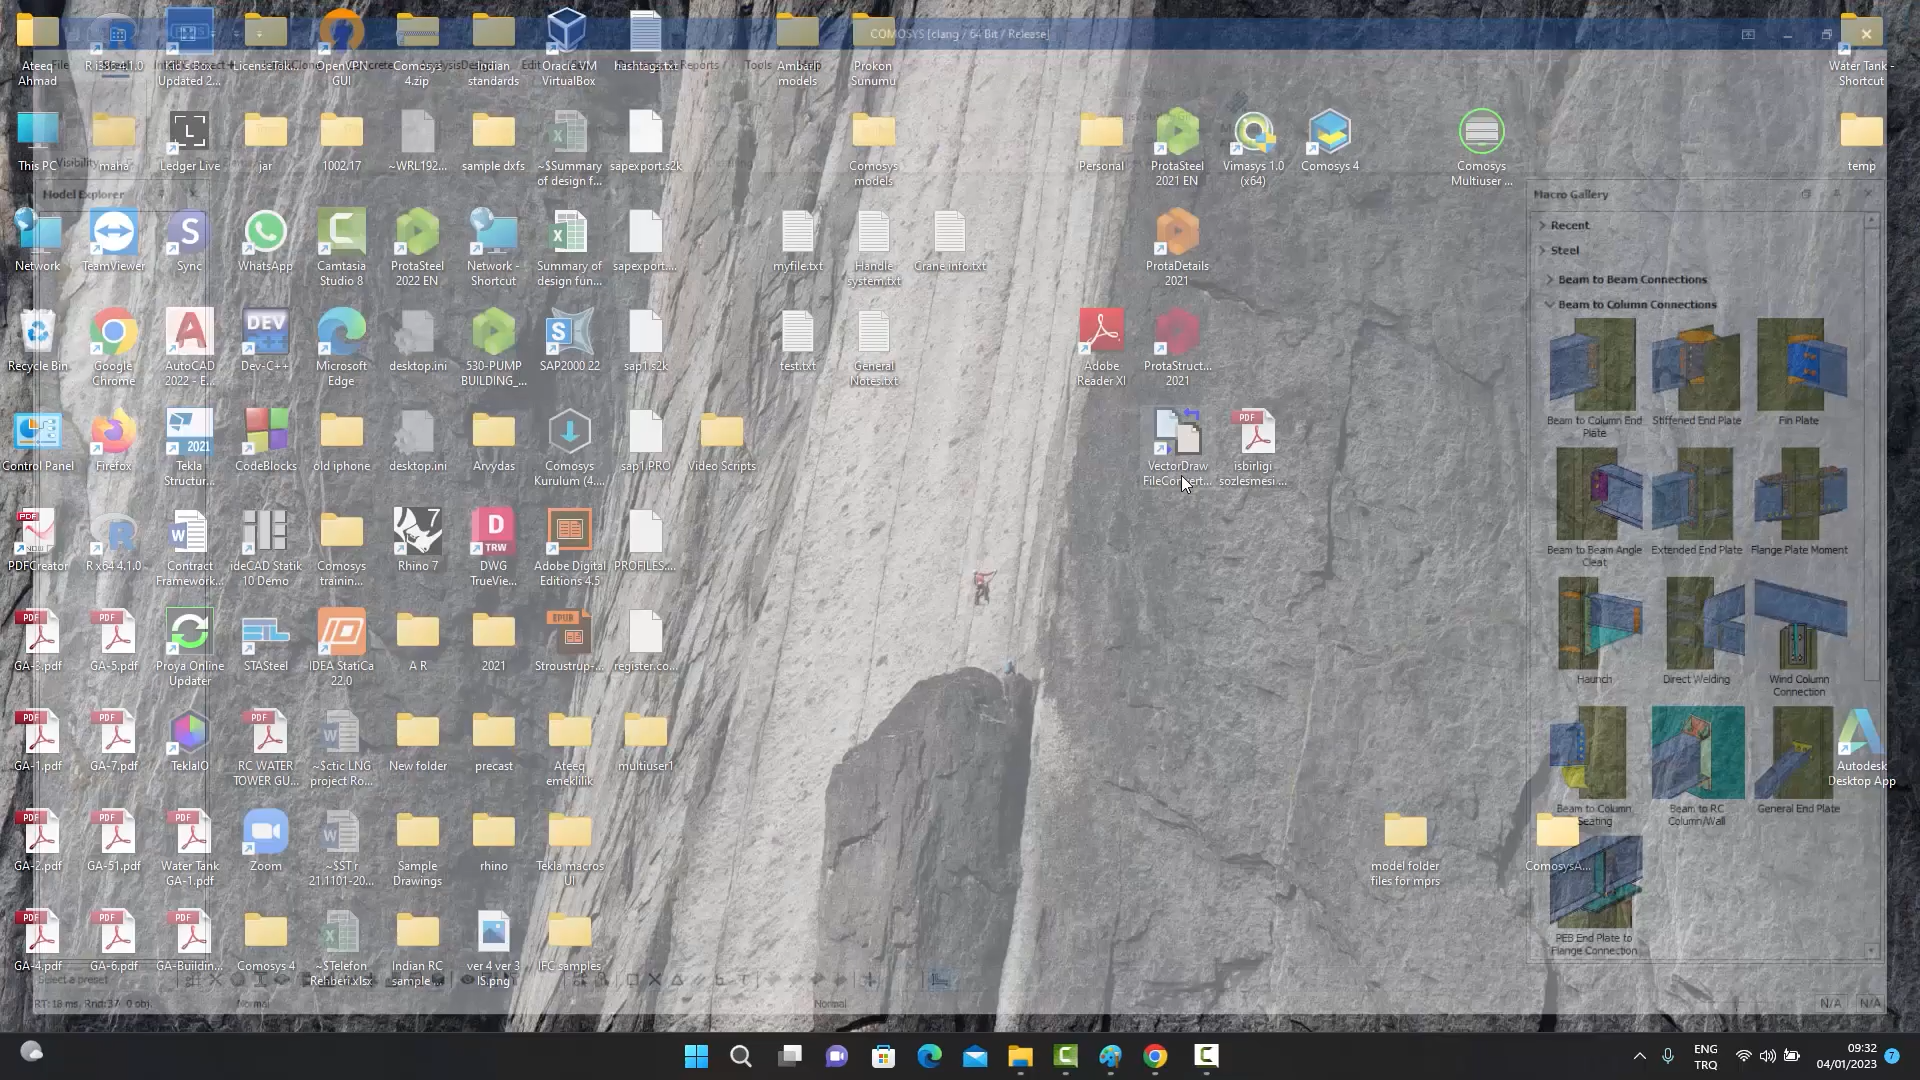 COMOSYS [clang / 64 Bit / Release]
Ateeq
Ahmad
R i386 4.1.0
Updated 2...
OpenVPN
GUI
Comosys
4.zip
Indian
standards
Oracle VM
VirtualBox
hashtags.txt
Reports
Tools
Ambarlı
models
Prokon
Sunumu
Water Tank -
Shortcut
This PC
Visibility
maha
Ledger Live
jar
1002.17
~WRL192...
sample dxfs
~$Summary
of design f...
sapexport.s2k
Comosys
models
Personal
ProtaSteel
2021 EN
Vimasys 1.0
(x64)
Comosys 4
Comosys
Multiuser ...
temp
Model Explorer
Network
TeamViewer
Sync
WhatsApp
Camtasia
Studio 8
ProtaSteel
2022 EN
Network -
Shortcut
Summary of
design fun...
sapexport....
myfile.txt
Handle
system.txt
Crane info.txt
ProtaDetails
2021
Macro Gallery
Recent
Steel
Beam to Beam Connections
Beam to Column Connections
Recycle Bin
Google
Chrome
AutoCAD
2022 - E...
Dev-C++
Microsoft
Edge
desktop.ini
530-PUMP
BUILDING_...
SAP2000 22
sap1.s2k
test.txt
General
Notes.txt
Adobe
Reader XI
ProtaStruct...
2021
Beam to Column End
Plate
Stiffened End Plate
Fin Plate
Control Panel
Firefox
Tekla
Structur...
CodeBlocks
old iphone
desktop.ini
Arvydas
Comosys
Kurulum (4....
sap1.PRO
Video Scripts
VectorDraw
FileConvert...
isbirligi
sozlesmesi ...
Beam to Beam Angle
Cleat
Extended End Plate
Flange Plate Moment
PDFCreator
R x64 4.1.0
Contract
Framework...
ideCAD Statik
10 Demo
Comosys
trainin...
Rhino 7
DWG
TrueVie...
Adobe Digital
Editions 4.5
PROFILES....
Haunch
Direct Welding
Wind Column
Connection
GA-3.pdf
GA-5.pdf
Proya Online
Updater
STASteel
IDEA StatiCa
22.0
A R
2021
Stroustrup-...
register.co...
Beam to Column
Seating
Beam to RC
Column/Wall
General End Plate
GA-1.pdf
GA-7.pdf
TeklaIO
RC WATER
TOWER GU...
~$ctic LNG
project Ro...
New folder
precast
Ateeq
emeklilik
multiuser1
Autodesk
Desktop App
GA-2.pdf
GA-51.pdf
Water Tank
GA-1.pdf
Zoom
~$ST r
21.1101-20...
Sample
Drawings
rhino
Tekla macros
UI
model folder
files for mprs
ComosysA...
PEB End Plate to
Flange Connection
GA-4.pdf
GA-6.pdf
GA-Buildin...
Comosys 4
~$Telefon
Rehberi.xlsx
Indian RC
sample ...
ver 4 ver 3
IS.png
IFC samples
Select a preset
RT: 18 ms, Rnd:37, 0 obj.
Normal
Normal
N/A
N/A
ENG
TRQ
09:32
04/01/2023
7